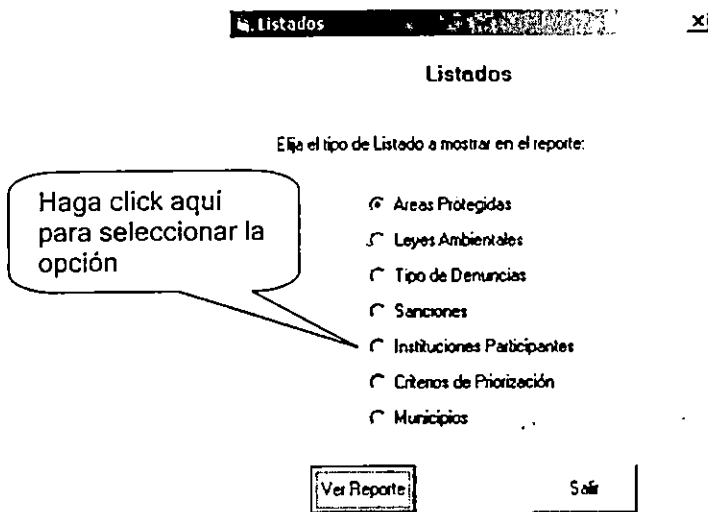 Listados
Listados
Elija el tipo de Listado a mostrar en el reporte:
Haga click aquí
para seleccionar la
opción
Areas Protegidas
Leyes Ambientales
Tipo de Denuncias
Sanciones
Instituciones Participantes
Criterios de Priorización
Municipios
Ver Reporte
Salir